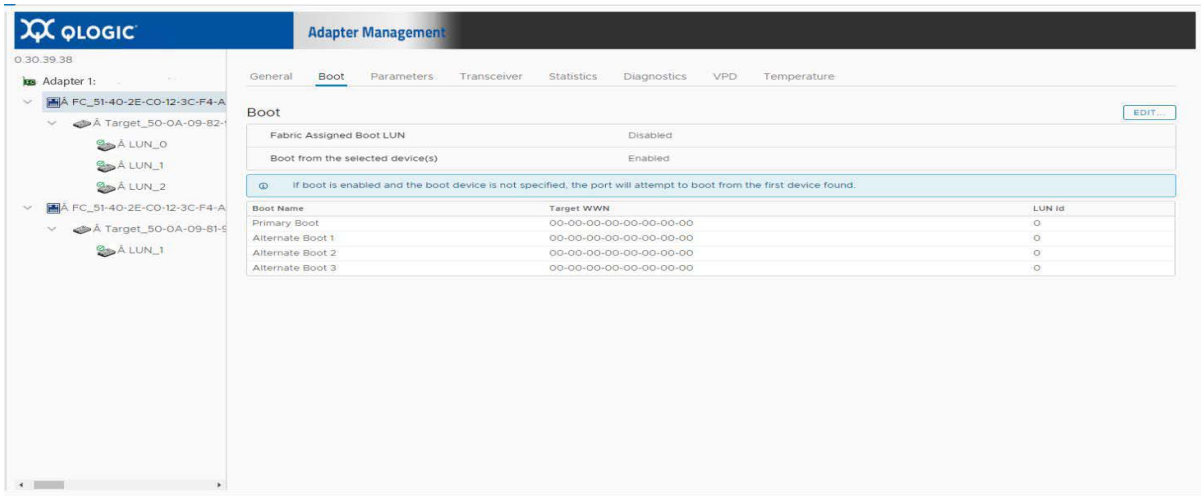 QLOGIC
Adapter Management
0.30.39.38
Adapter 1:
Â FC_51-40-2E-C0-12-3C-F4-A
Â Target_50-0A-09-82-
Â LUN_0
Â LUN_1
Â LUN_2
Â FC_51-40-2E-C0-12-3C-F4-A
Â Target_50-0A-09-81-9
Â LUN_1
General Boot Parameters Transceiver Statistics Diagnostics VPD Temperature
Boot
EDIT...
Fabric Assigned Boot LUN Disabled
Boot from the selected device(s) Enabled
If boot is enabled and the boot device is not specified, the port will attempt to boot from the first device found.
Boot Name Target WWN LUN Id
Primary Boot 00-00-00-00-00-00-00-00 0
Alternate Boot 1 00-00-00-00-00-00-00-00 0
Alternate Boot 2 00-00-00-00-00-00-00-00 0
Alternate Boot 3 00-00-00-00-00-00-00-00 0